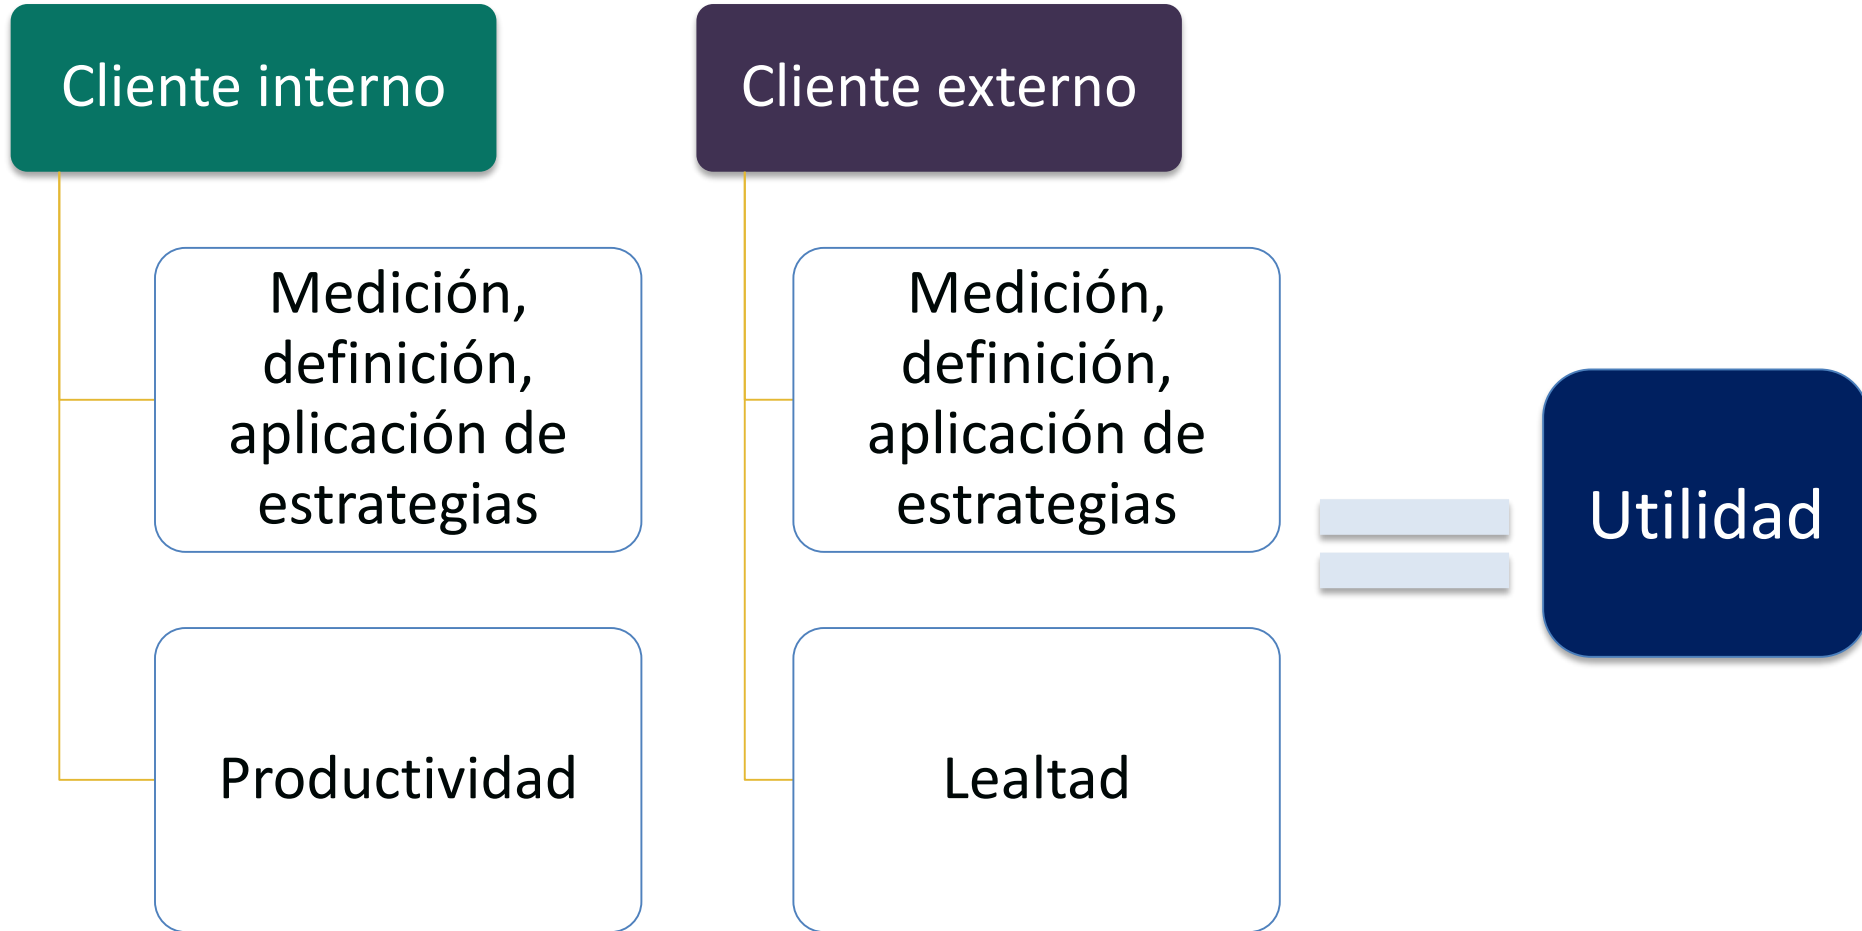 Cliente interno
Medición,
definición,
aplicación de
estrategias
Productividad
Cliente externo
Medición,
definición,
aplicación de
estrategias
Lealtad
Utilidad